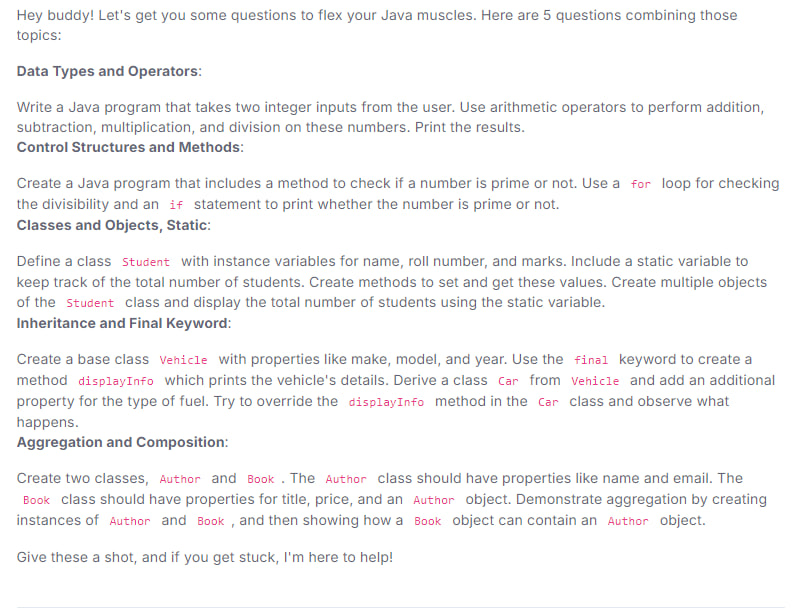 Hey buddy! Let's get you some questions to flex your Java muscles. Here are 5 questions combining those
topics:
Data Types and Operators:
Write a Java program that takes two integer inputs from the user. Use arithmetic operators to perform addition,
subtraction, multiplication, and division on these numbers. Print the results.
Control Structures and Methods:
Create a Java program that includes a method to check if a number is prime or not. Use a for loop for checking
the divisibility and an if statement to print whether the number is prime or not.
Classes and Objects, Static:
Define a class Student with instance variables for name, roll number, and marks. Include a static variable to
keep track of the total number of students. Create methods to set and get these values. Create multiple objects
of the Student class and display the total number of students using the static variable.
Inheritance and Final Keyword:
Create a base class Vehicle with properties like make, model, and year. Use the final keyword to create a
method displayInfo which prints the vehicle's details. Derive a class Car from Vehicle and add an additional
property for the type of fuel. Try to override the displayInfo method in the Car class and observe what
happens.
Aggregation and Composition:
Create two classes, Author and Book . The Author class should have properties like name and email. The
Book class should have properties for title, price, and an Author object. Demonstrate aggregation by creating
instances of Author and Book , and then showing how a Book object can contain an Author object.
Give these a shot, and if you get stuck, I'm here to help!